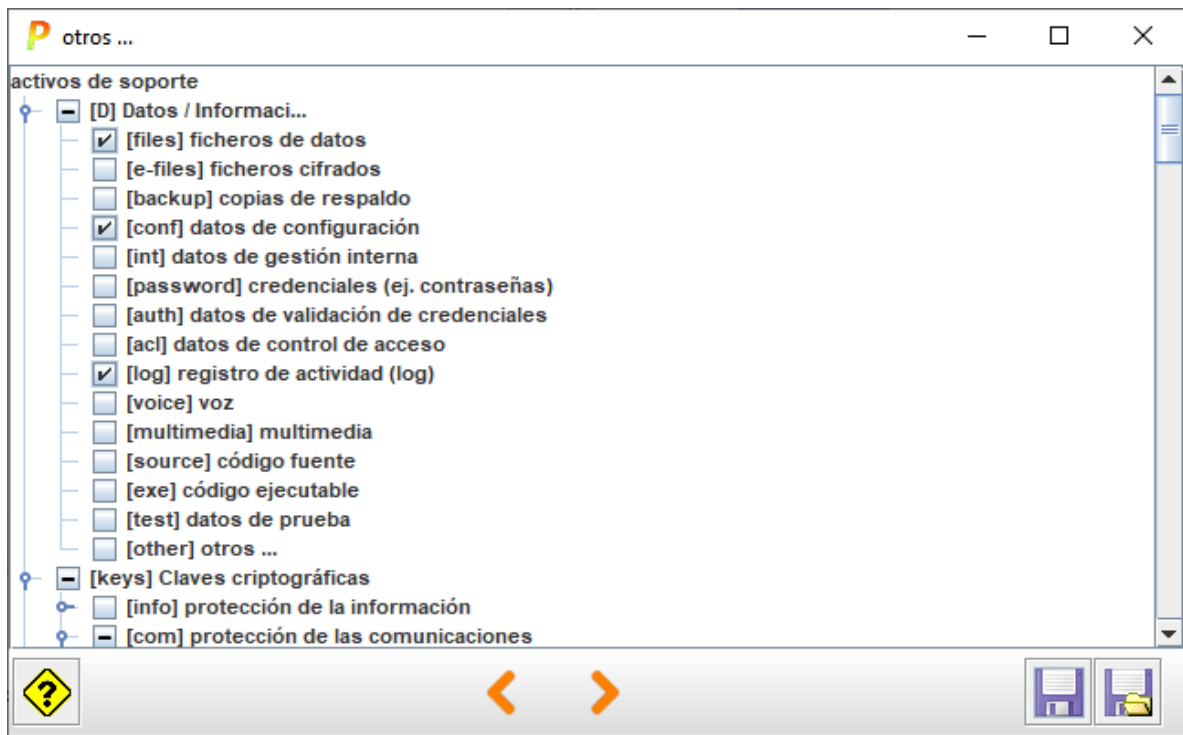 P otros ...
activos de soporte
[D] Datos / Informaci...
[files] ficheros de datos
[e-files] ficheros cifrados
[backup] copias de respaldo
[conf] datos de configuración
[int] datos de gestión interna
[password] credenciales (ej. contraseñas)
[auth] datos de validación de credenciales
[acl] datos de control de acceso
[log] registro de actividad (log)
[voice] voz
[multimedia] multimedia
[source] código fuente
[exe] código ejecutable
[test] datos de prueba
[other] otros ...
[keys] Claves criptográficas
[info] protección de la información
[com] protección de las comunicaciones
?